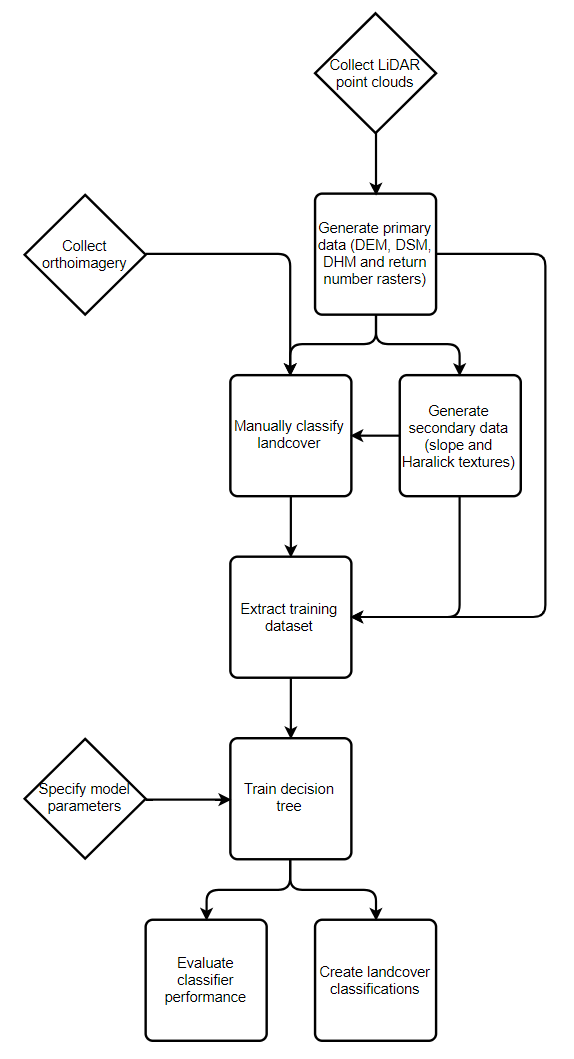 Collect LiDAR
point clouds
Collect
orthoimagery
Generate primary
data (DEM, DSM,
DHM and return
number rasters)
Manually classify
landcover
Generate
secondary data
(slope and
Haralick textures)
Extract training
dataset
Specify model
parameters
Train decision
tree
Evaluate
classifier
performance
Create landcover
classifications